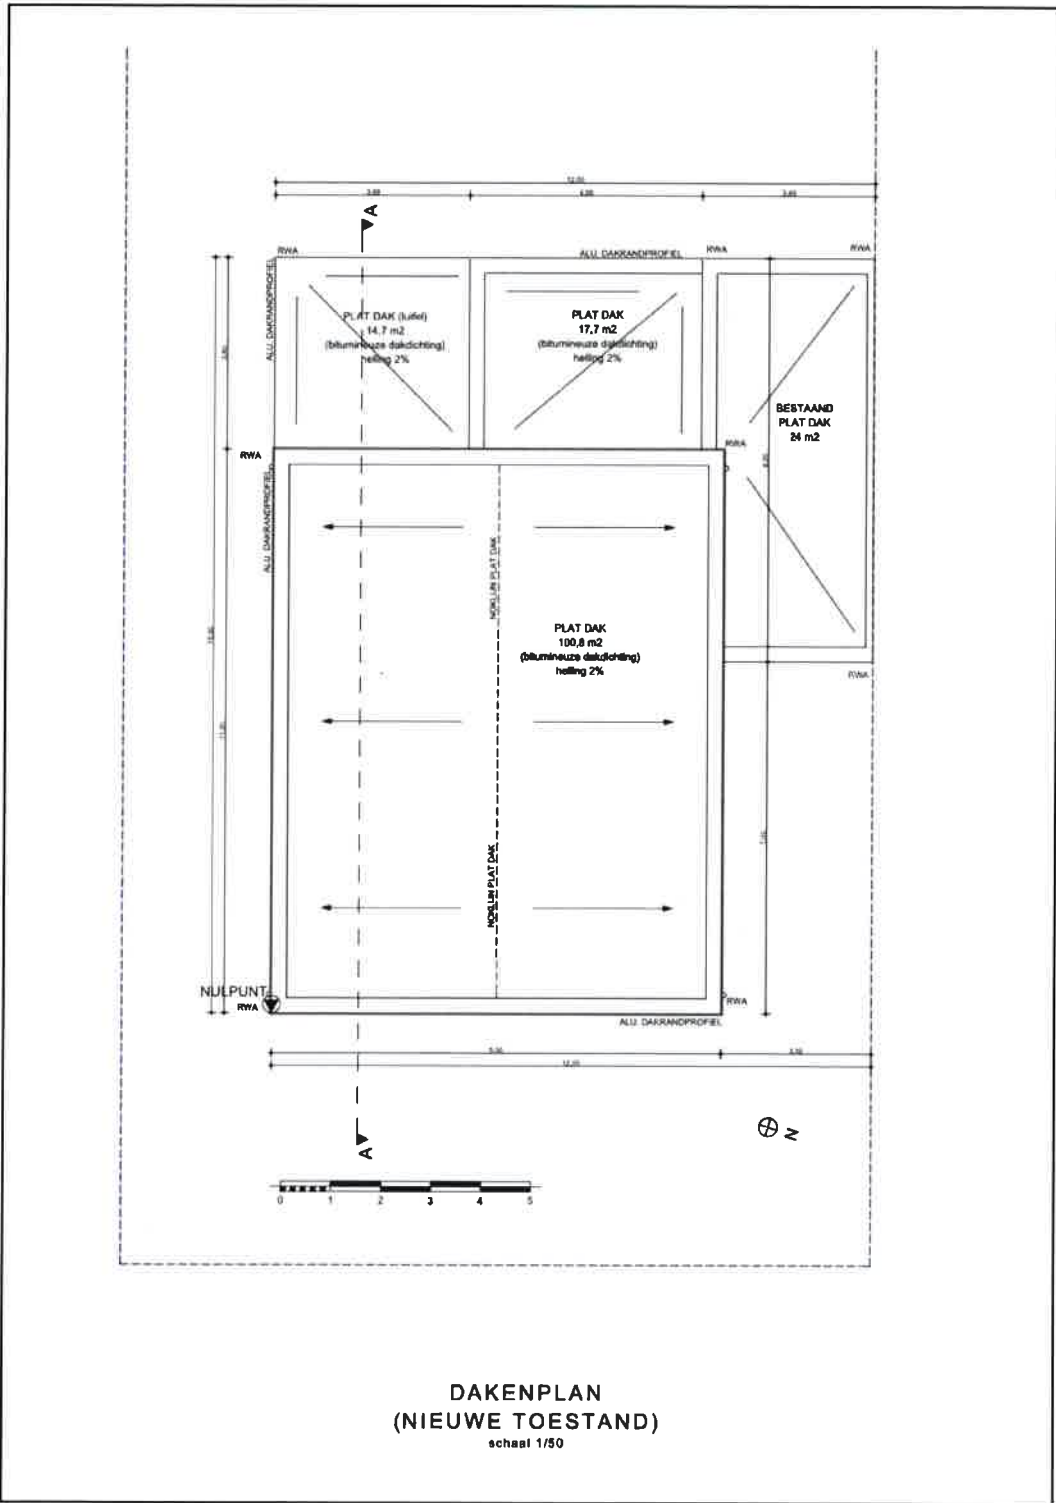 12,00
A
RWA
ALU. DAKRANDPROFIEL
RWA
RWA
ALU. DAKRANDPROFIEL
PLAT DAK (luifel)
14,7 m2
(bitumineuze dakdichting)
helling 2%
PLAT DAK
17,7 m2
(bitumineuze dakdichting)
helling 2%
BESTAAND
PLAT DAK
24 m2
RWA
RWA
ALU. DAKRANDPROFIEL
NOKLIJN PLAT DAK
PLAT DAK
100,8 m2
(bitumineuze dakdichting)
helling 2%
RWA
NOKLIJN PLAT DAK
NULPUNT
RWA
RWA
ALU. DAKRANDPROFIEL
A
N
0 1 2 3 4 5
DAKENPLAN
(NIEUWE TOESTAND)
schaal 1/50